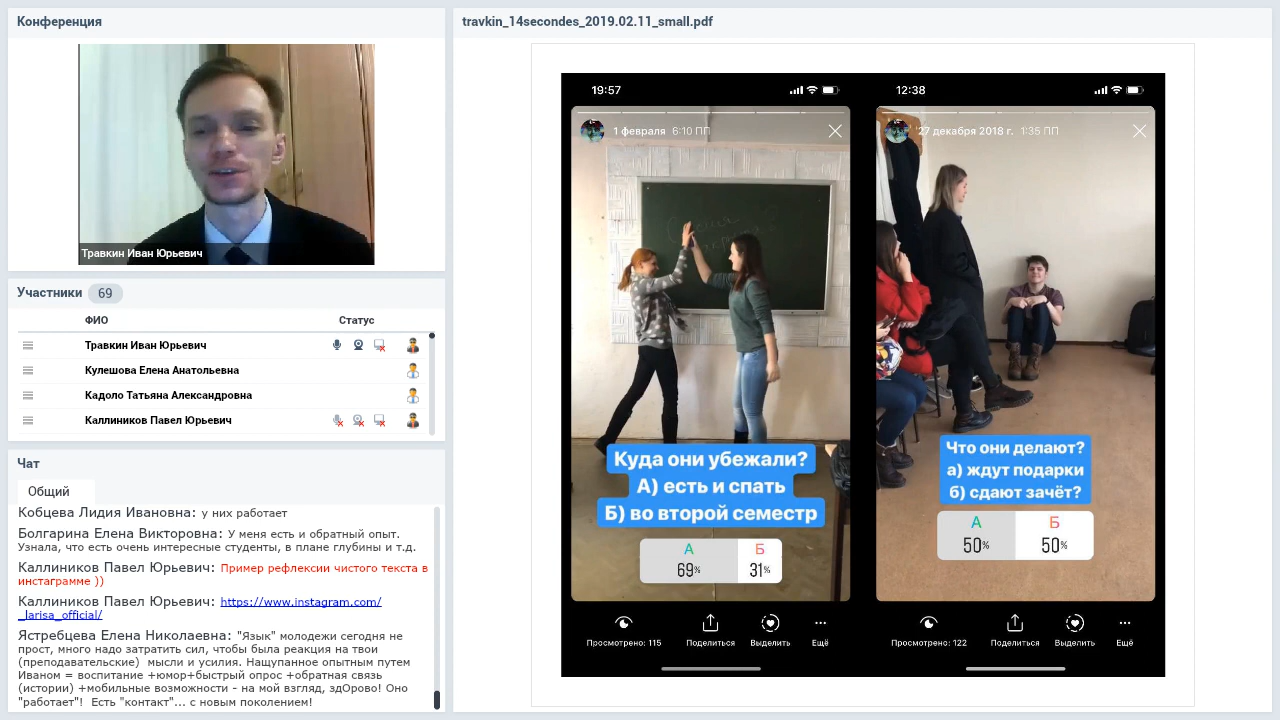 Конференция
Травкин Иван Юрьевич
Участники 69
ФИО Статус
Травкин Иван Юрьевич
Кулешова Елена Анатольевна
Кадоло Татьяна Александровна
Каллиников Павел Юрьевич
Чат
Общий
Кобцева Лидия Ивановна: у них работает
Болгарина Елена Викторовна: У меня есть и обратный опыт.
Узнала, что есть очень интересные студенты, в плане глубины и т.д.
Каллиников Павел Юрьевич: Пример рефлексии чистого текста в
инстаграмме ))
Каллиников Павел Юрьевич: https://www.instagram.com/
_larisa_official/
Ястребцева Елена Николаевна: "Язык" молодежи сегодня не
прост, много надо затратить сил, чтобы была реакция на твои
(преподавательские) мысли и усилия. Нащупанное опытным путем
Иваном = воспитание +юмор+быстрый опрос +обратная связь
(истории) +мобильные возможности - на мой взгляд, здОрово! Оно
"работает"! Есть "контакт"... с новым поколением!
travkin_14secondes_2019.02.11_small.pdf
19:57
1 февраля 6:10 ПП
Куда они убежали?
А) есть и спать
Б) во второй семестр
А Б
69% 31%
Просмотрено: 115 Поделиться Выделить Ещё
12:38
27 декабря 2018 г. 1:35 ПП
Что они делают?
а) ждут подарки
б) сдают зачёт?
А Б
50% 50%
Просмотрено: 122 Поделиться Выделить Ещё